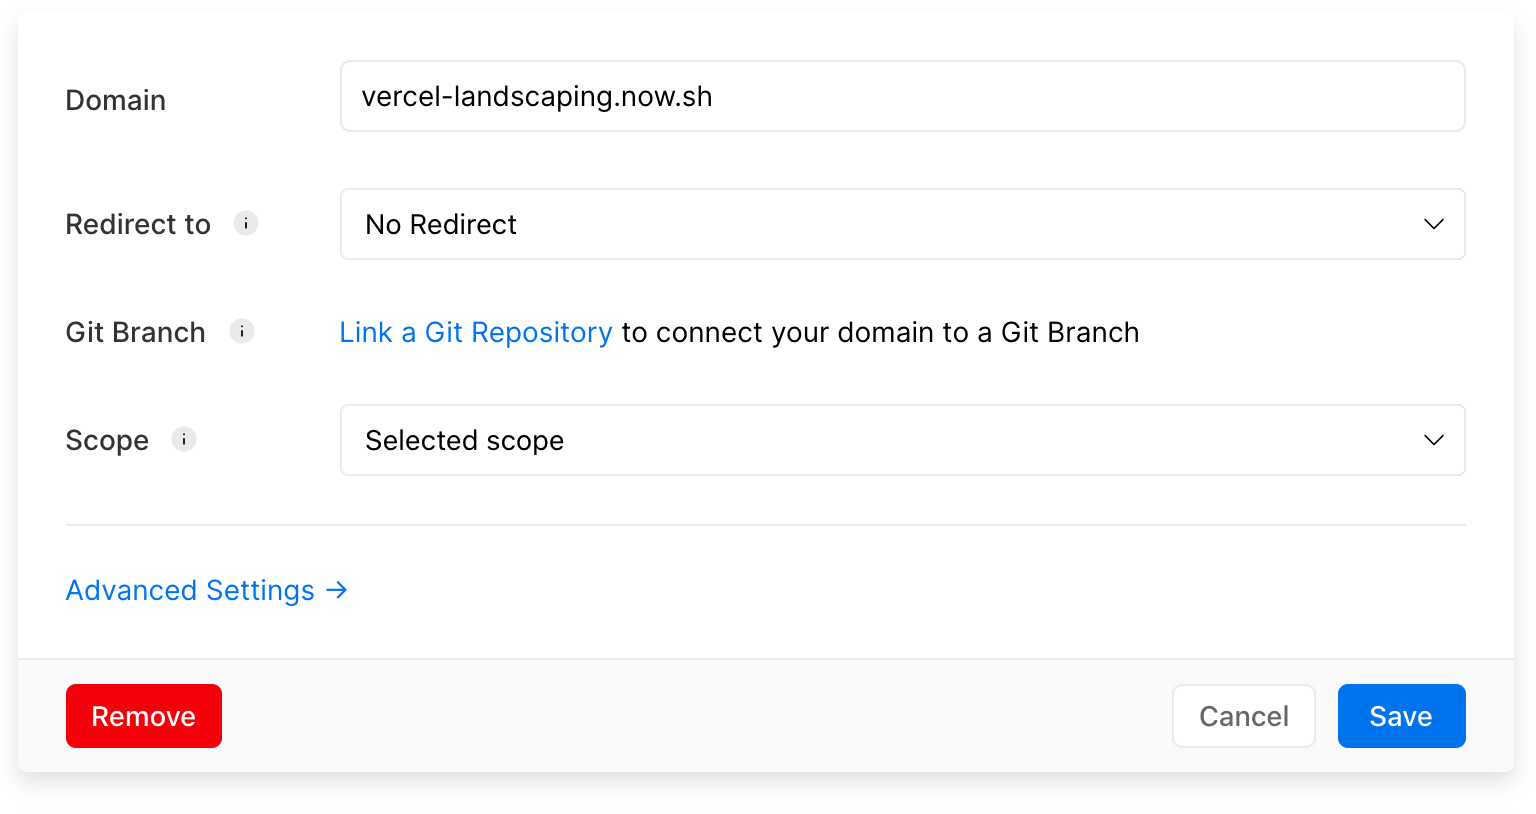 Domain
vercel-landscaping.now.sh
Redirect to i
No Redirect
Git Branch i
Link a Git Repository to connect your domain to a Git Branch
Scope i
Selected scope
Advanced Settings →
Remove
Cancel
Save